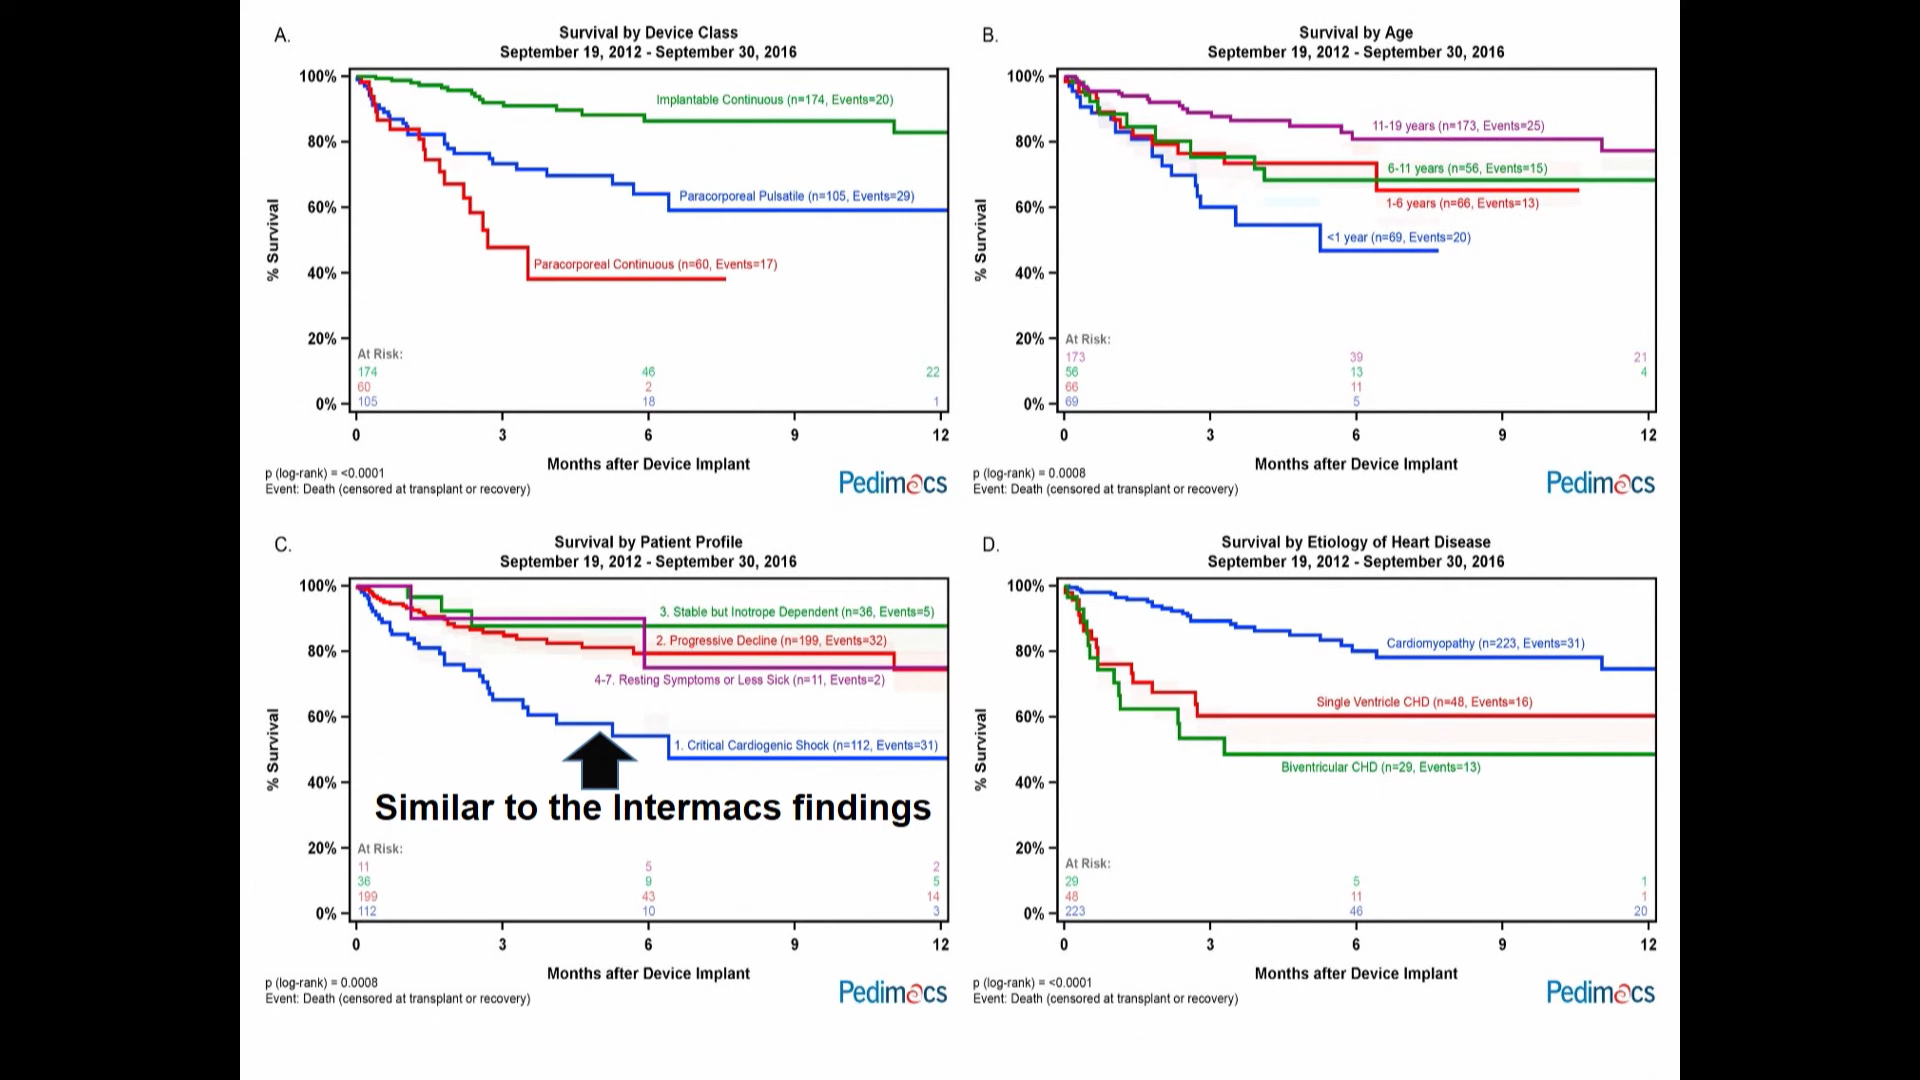 A.
Survival by Device Class
September 19, 2012 - September 30, 2016
100%
80%
60%
40%
20%
0%
% Survival
Implantable Continuous (n=174, Events=20)
Paracorporeal Pulsatile (n=105, Events=29)
Paracorporeal Continuous (n=60, Events=17)
At Risk:
174 46 22
60 2
105 18 1
0 3 6 9 12
Months after Device Implant
p (log-rank) = <0.0001
Event: Death (censored at transplant or recovery)
Pedimacs
B.
Survival by Age
September 19, 2012 - September 30, 2016
100%
80%
60%
40%
20%
0%
% Survival
11-19 years (n=173, Events=25)
6-11 years (n=56, Events=15)
1-6 years (n=66, Events=13)
<1 year (n=69, Events=20)
At Risk:
173 39 21
56 13 4
66 11
69 5
0 3 6 9 12
Months after Device Implant
p (log-rank) = 0.0008
Event: Death (censored at transplant or recovery)
Pedimacs
C.
Survival by Patient Profile
September 19, 2012 - September 30, 2016
100%
80%
60%
40%
20%
0%
% Survival
3. Stable but Inotrope Dependent (n=36, Events=5)
2. Progressive Decline (n=199, Events=32)
4-7. Resting Symptoms or Less Sick (n=11, Events=2)
1. Critical Cardiogenic Shock (n=112, Events=31)
Similar to the Intermacs findings
At Risk:
11 5 2
36 9 5
199 43 14
112 10 3
0 3 6 9 12
Months after Device Implant
p (log-rank) = 0.0008
Event: Death (censored at transplant or recovery)
Pedimacs
D.
Survival by Etiology of Heart Disease
September 19, 2012 - September 30, 2016
100%
80%
60%
40%
20%
0%
% Survival
Cardiomyopathy (n=223, Events=31)
Single Ventricle CHD (n=48, Events=16)
Biventricular CHD (n=29, Events=13)
At Risk:
29 5 1
48 11 1
223 46 20
0 3 6 9 12
Months after Device Implant
p (log-rank) = <0.0001
Event: Death (censored at transplant or recovery)
Pedimacs